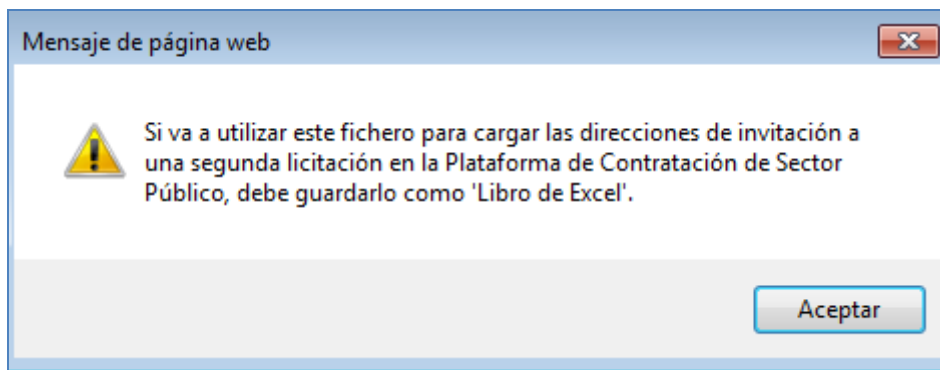 Mensaje de página web
Si va a utilizar este fichero para cargar las direcciones de invitación a
una segunda licitación en la Plataforma de Contratación de Sector
Público, debe guardarlo como 'Libro de Excel'.
Aceptar